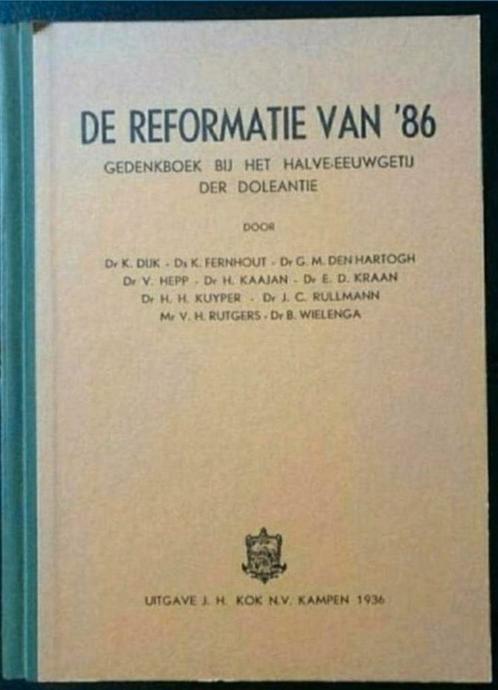 DE REFORMATIE VAN '86
GEDENKBOEK BIJ HET HALVE-EEUWGETIJ
DER DOLEANTIE
DOOR
Dr K. DIJK - Ds K. FERNHOUT - Dr G. M. DEN HARTOGH
Dr V. HEPP - Dr H. KAAJAN - Dr E. D. KRAAN
Dr H. H. KUYPER - Dr J. C. RULLMANN
Mr V. H. RUTGERS - Dr B. WIELENGA
UITGAVE J. H. KOK N.V. KAMPEN 1936